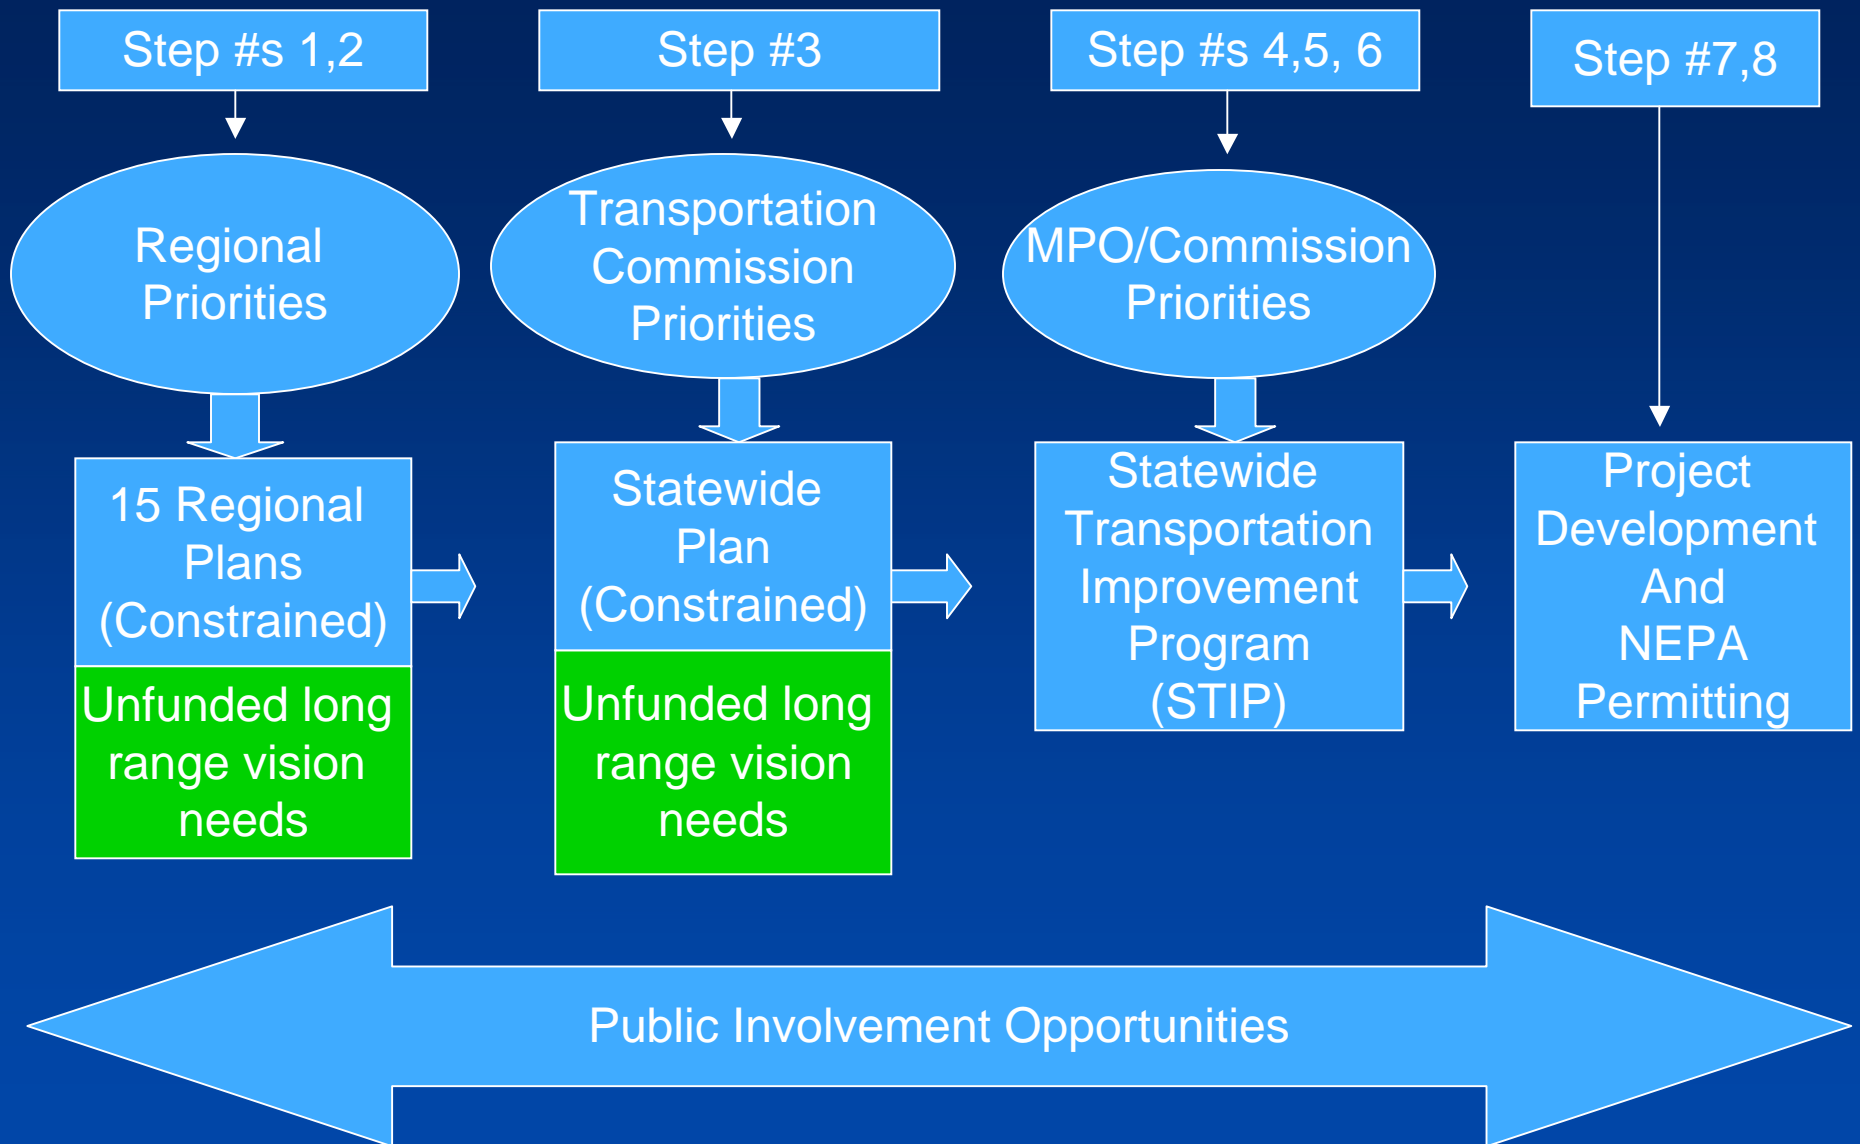 Step #s 1,2
Step #3
Step #s 4,5, 6
Step #7,8
Regional
Priorities
Transportation
Commission
Priorities
MPO/Commission
Priorities
15 Regional
Plans
(Constrained)
Unfunded long
range vision
needs
Statewide
Plan
(Constrained)
Unfunded long
range vision
needs
Statewide
Transportation
Improvement
Program
(STIP)
Project
Development
And
NEPA
Permitting
Public Involvement Opportunities